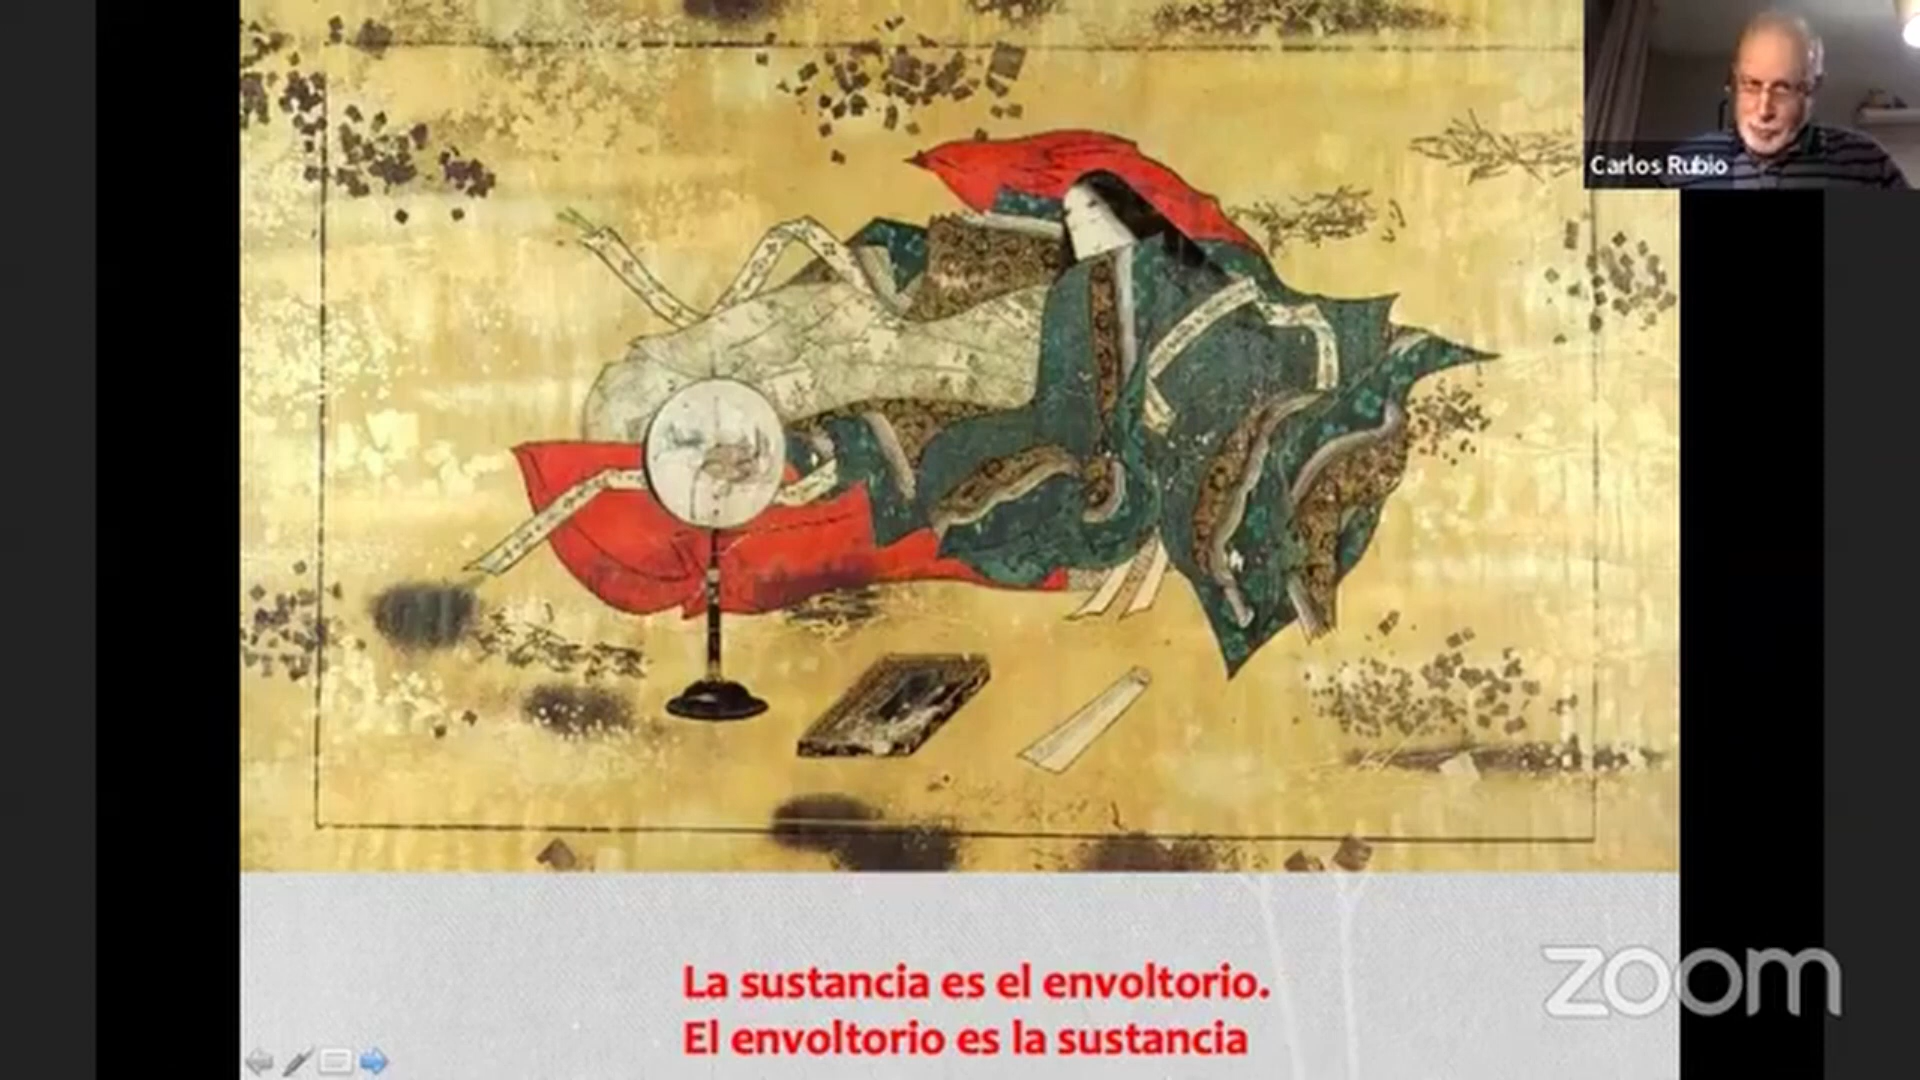 Carlos Rubio
La sustancia es el envoltorio.
El envoltorio es la sustancia
zoom